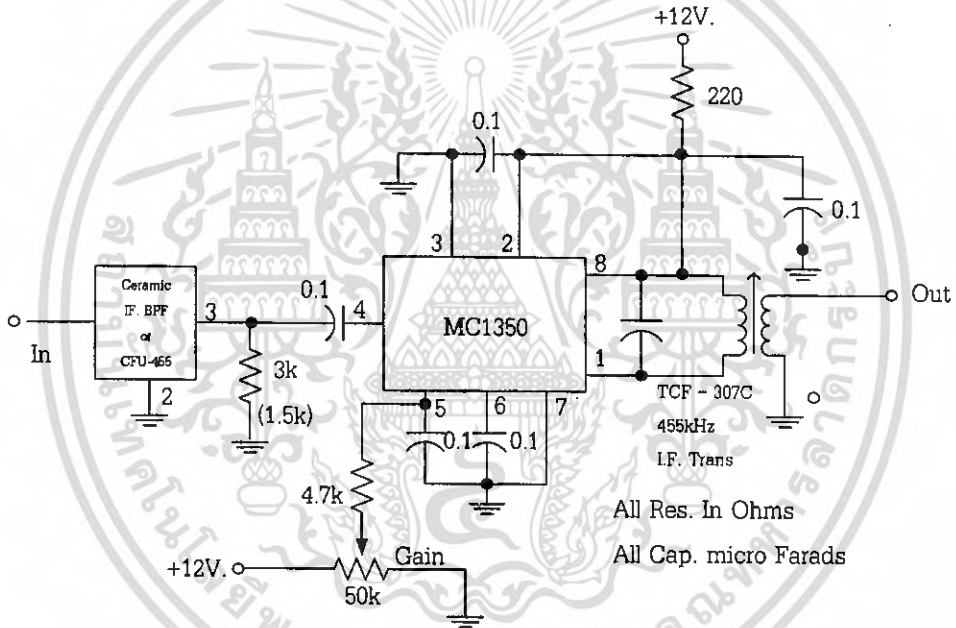 +12V.
220
0.1
0.1
3
2
8
Ceramic
IF. BPF
of
CFU-455
3
0.1
4
MC1350
Out
In
2
3k
(1.5k)
1
5
6
7
0.1
0.1
TCF - 307C
455kHz
I.F. Trans
4.7k
All Res. In Ohms
Gain
All Cap. micro Farads
+12V.
50k